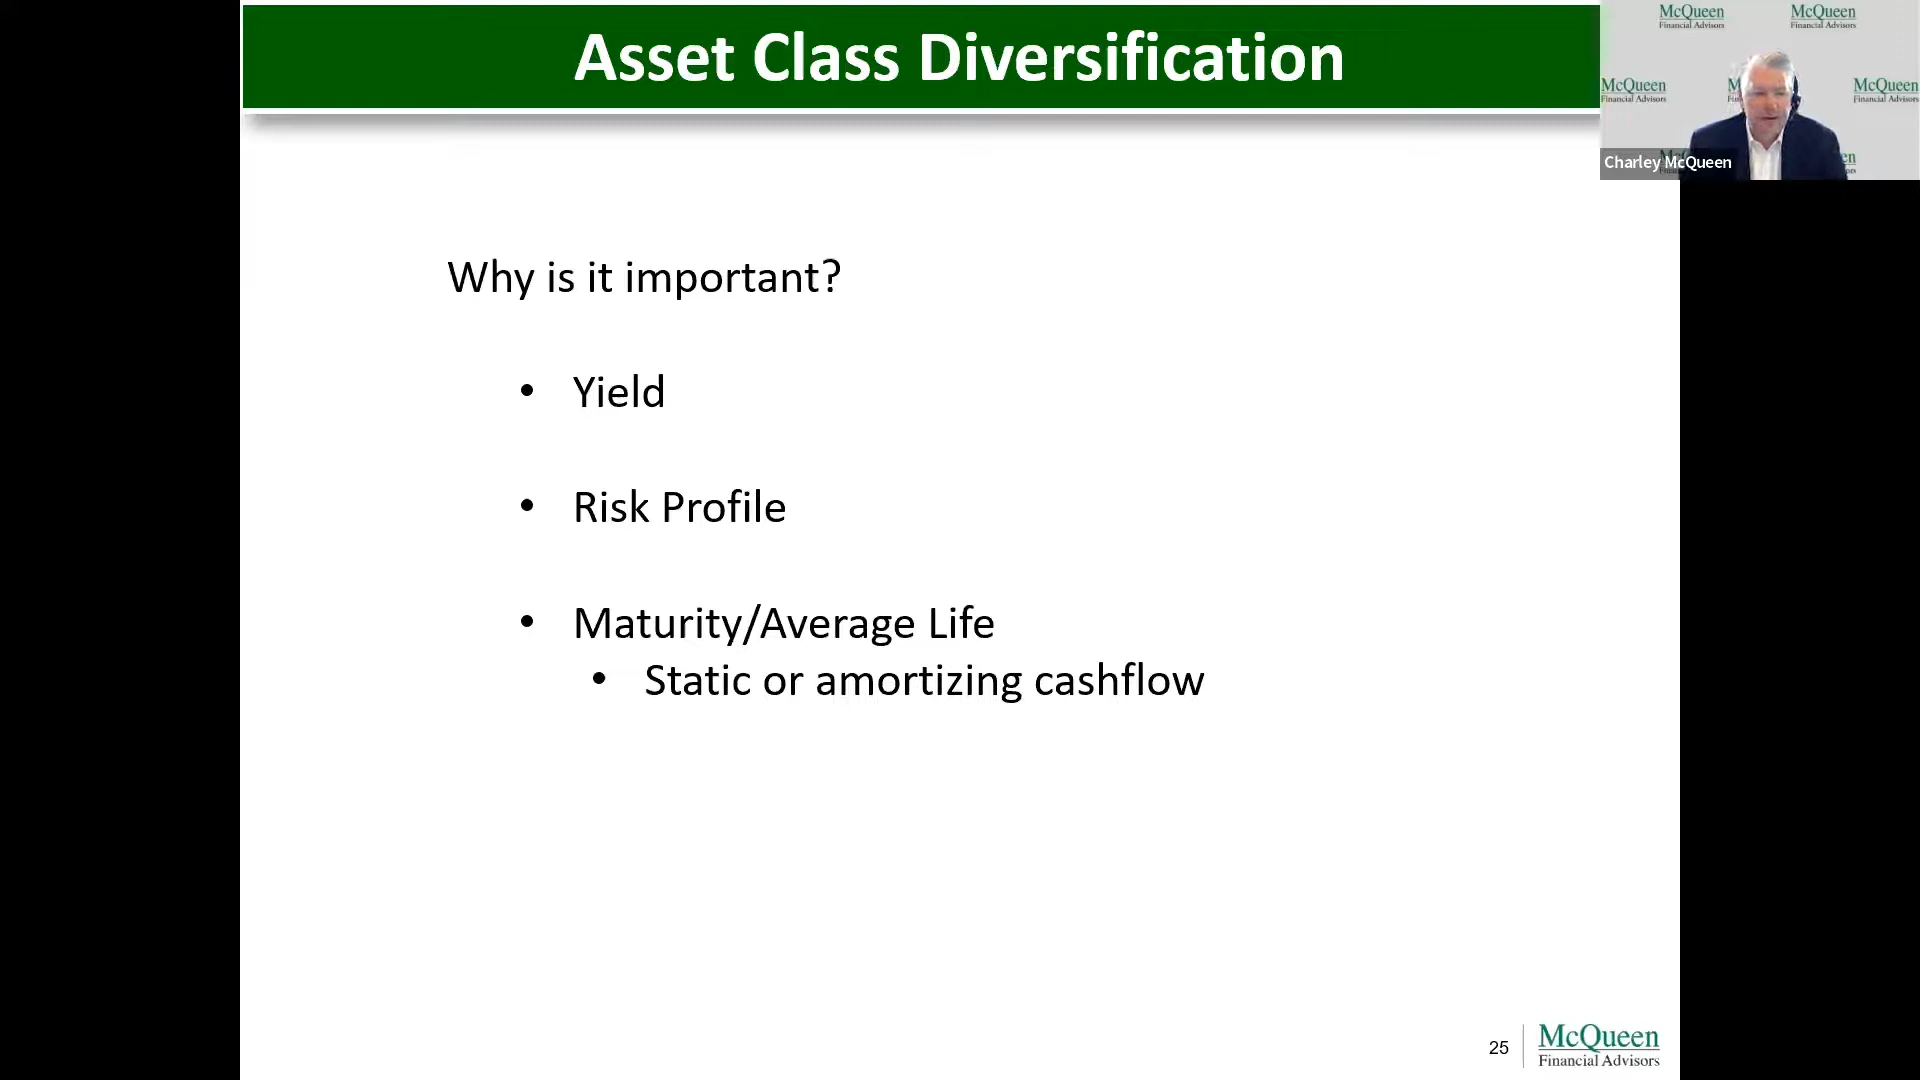 Asset Class Diversification
McQueen
Financial Advisors
McQueen
Financial Advisors
McQueen
Financial Advisors
McQueen
Financial Advisors
Charley McQueen
Why is it important?
• Yield
• Risk Profile
• Maturity/Average Life
• Static or amortizing cashflow
25
McQueen
Financial Advisors